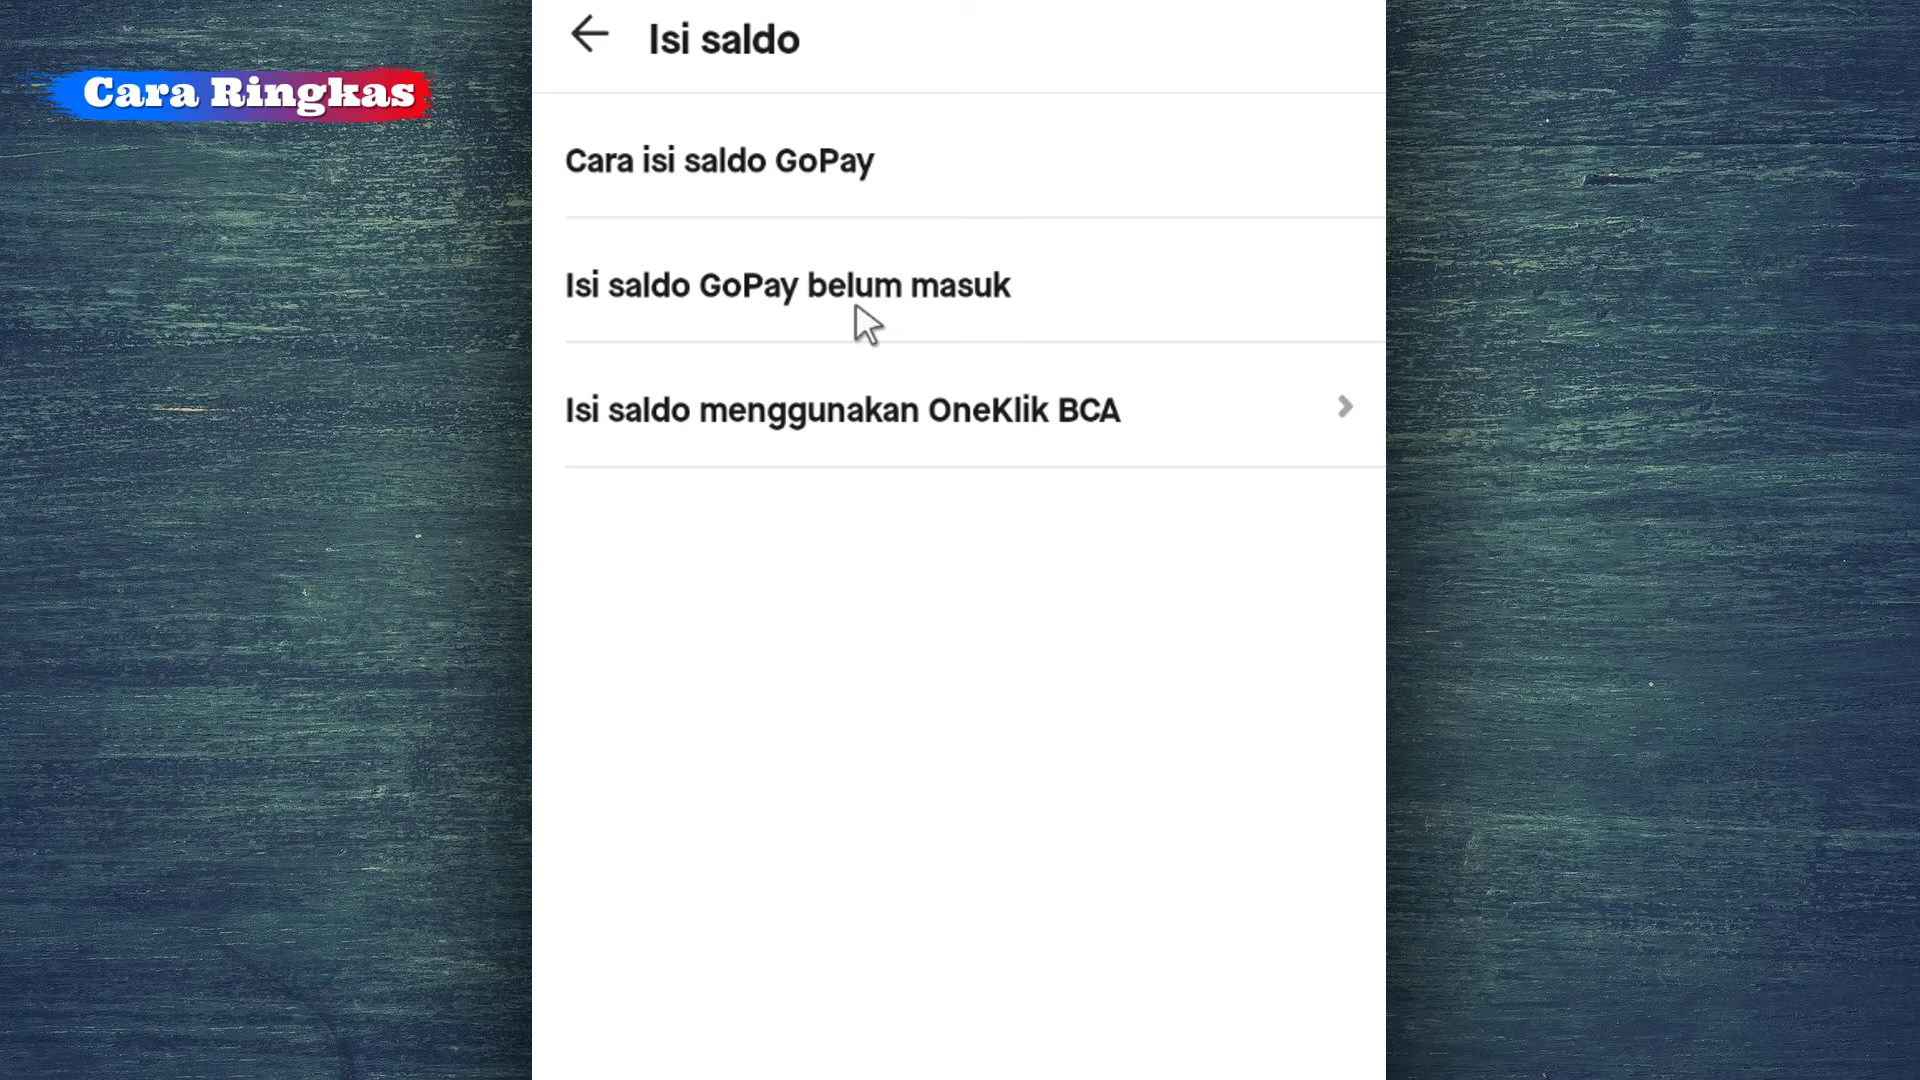 Cara Ringkas
Isi saldo
Cara isi saldo GoPay
Isi saldo GoPay belum masuk
Isi saldo menggunakan OneKlik BCA